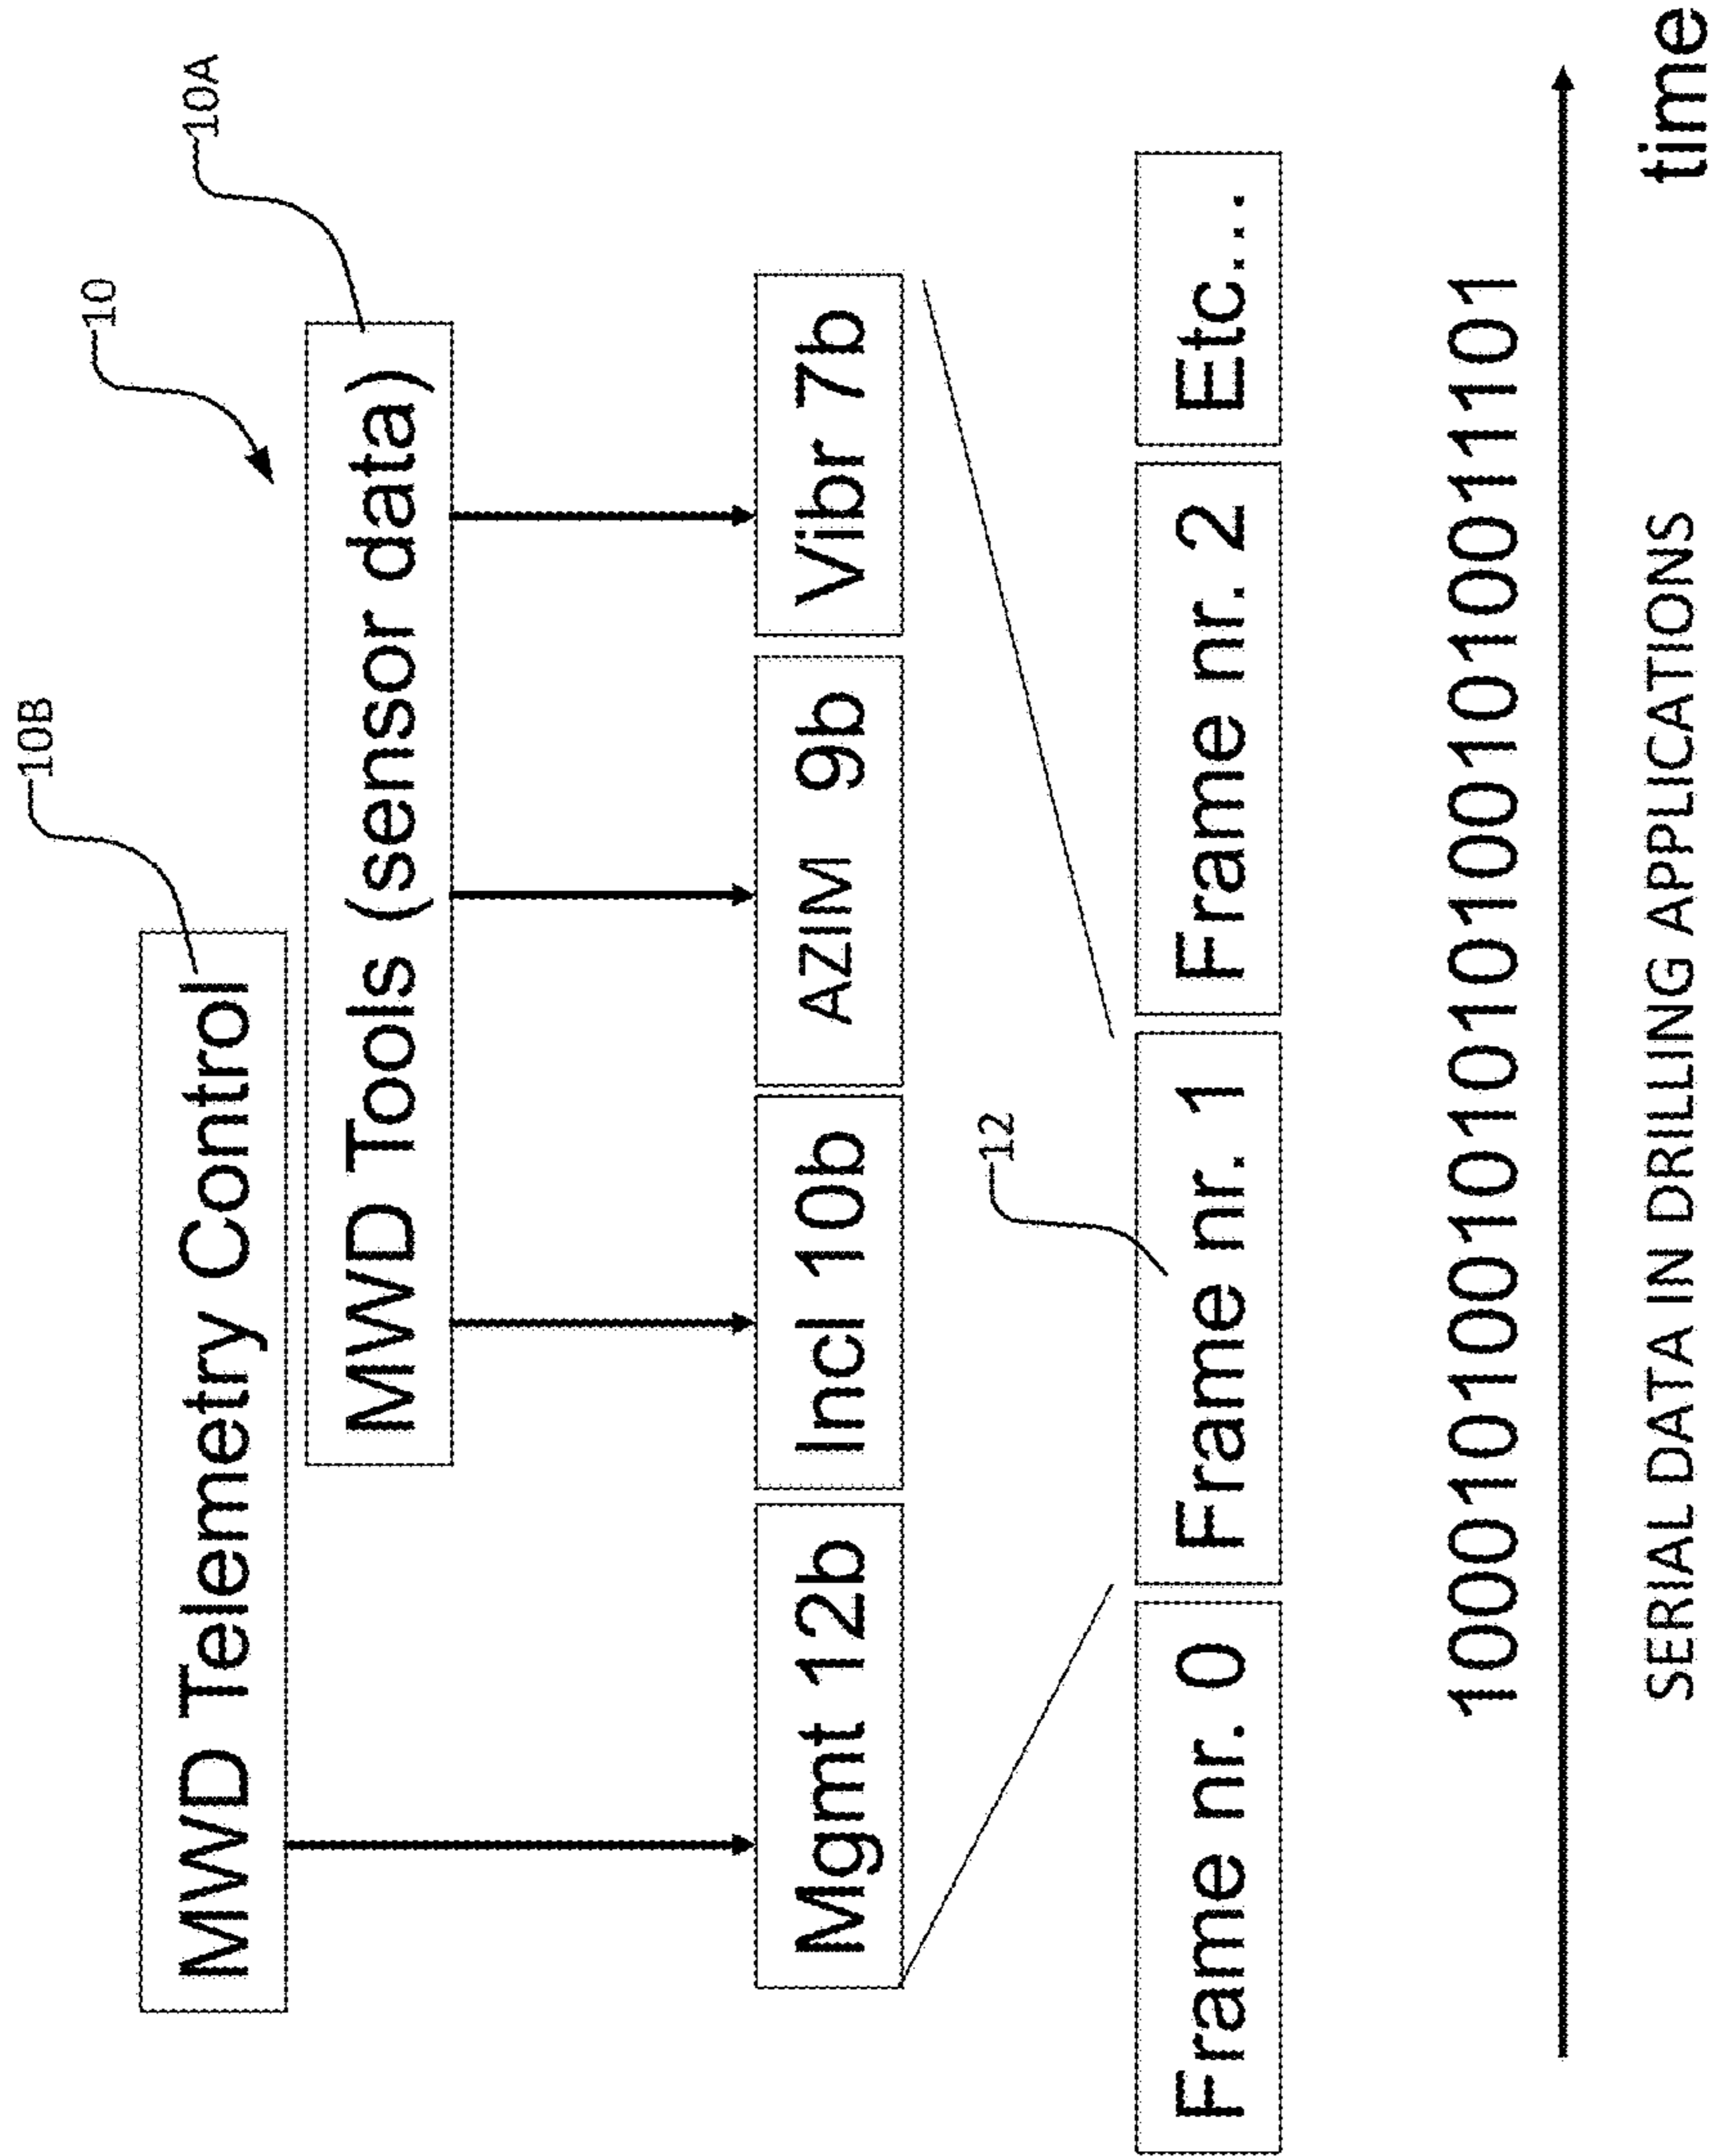 10
10B
10A
MWD Telemetry Control
MWD Tools (sensor data)
Mgmt 12b
Incl 10b
AZIM 9b
Vibr 7b
12
Frame nr. 0
Frame nr. 1
Frame nr. 2
Etc...
SERIAL DATA IN DRILLING APPLICATIONS
time